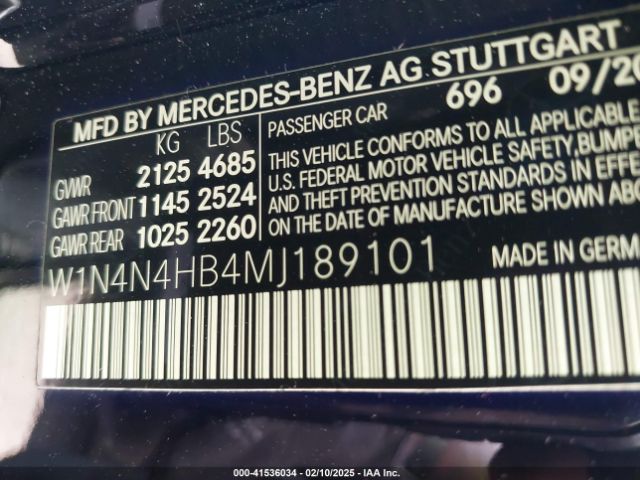 MFD BY MERCEDES-BENZ AG STUTTGART
KG LBS
GVWR 2125 4685
GAWR FRONT 1145 2524
GAWR REAR 1025 2260
PASSENGER CAR 696 09/20
THIS VEHICLE CONFORMS TO ALL APPLICABLE
U.S. FEDERAL MOTOR VEHICLE SAFETY, BUMPE
AND THEFT PREVENTION STANDARDS IN EFFE
ON THE DATE OF MANUFACTURE SHOWN ABO
W1N4N4HB4MJ189101
MADE IN GERM
000-41536034 — 02/10/2025 — IAA Inc.